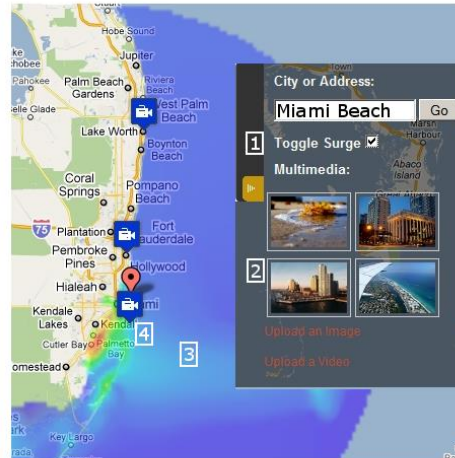 Hobe Sound
Jupiter
Palm Beach
Gardens
Riviera
Beach
West Palm
Beach
Pahokee
Belle Glade
Lake Worth
Boynton
Beach
Coral
Springs
Pompano
Beach
75
Plantation
Fort
Lauderdale
Pembroke
Pines
Hollywood
Hialeah
Miami
Kendale
Lakes
Kendall
Cutler Bay
Palmetto
Bay
Homestead
Key Largo
4
3
City or Address:
Miami Beach
Go
1
Toggle Surge
Multimedia:
2
Upload an Image
Upload a Video
Town
Marsh
Harbour
Abaco
Island